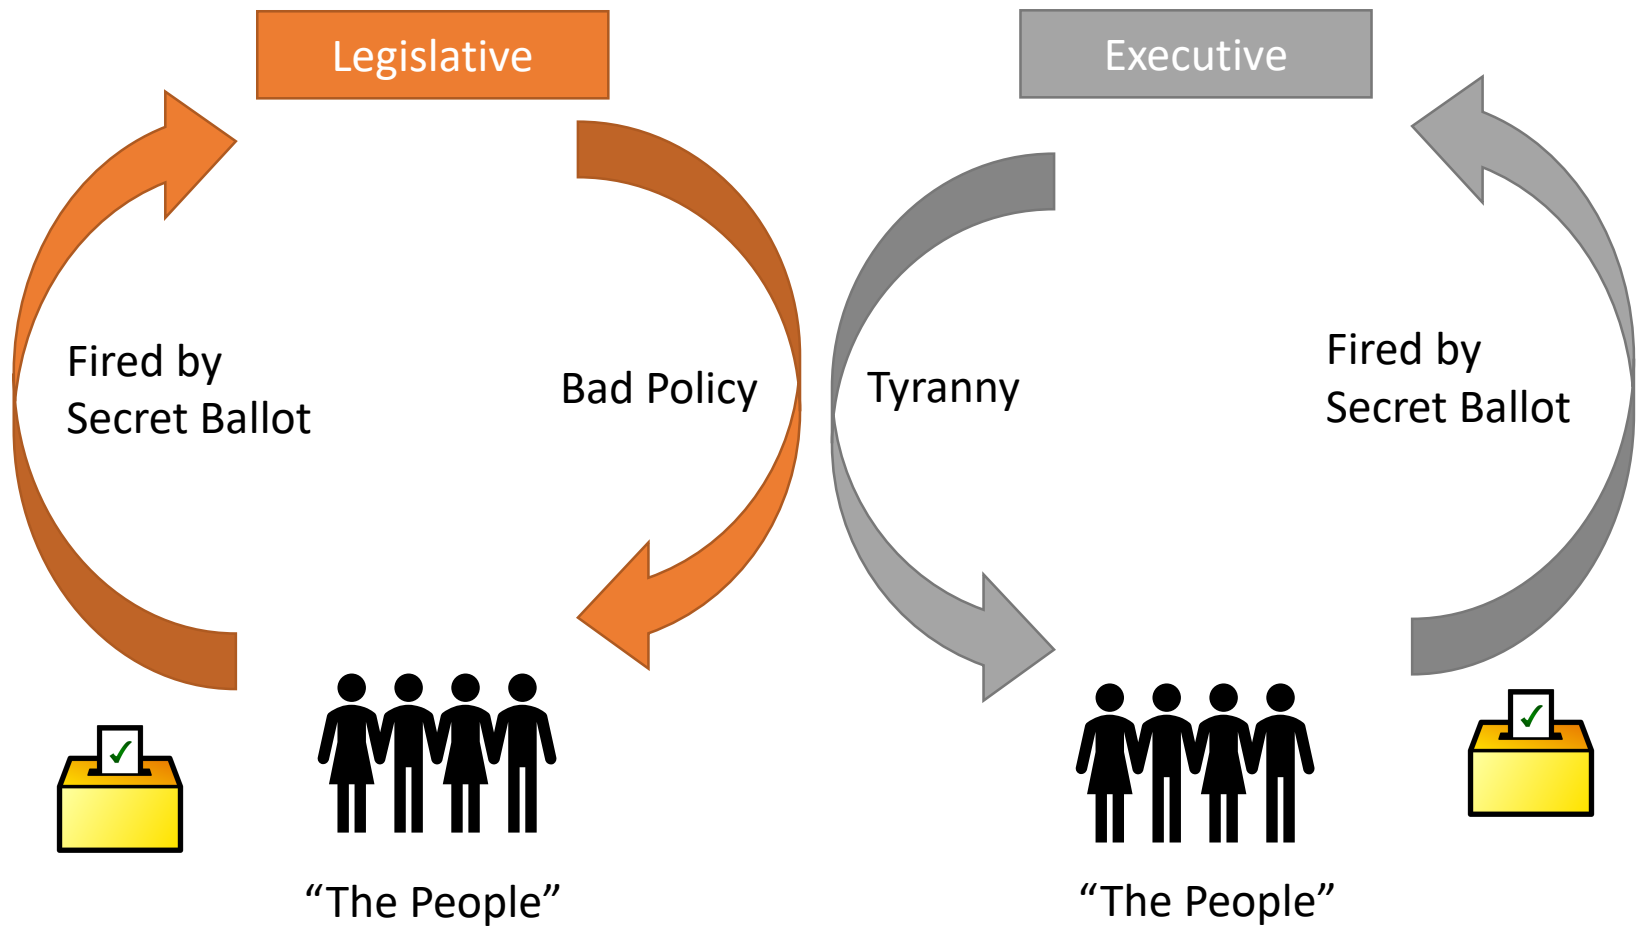 Legislative
Executive
Fired by
Secret Ballot
Bad Policy
Tyranny
Fired by
Secret Ballot
“The People”
“The People”